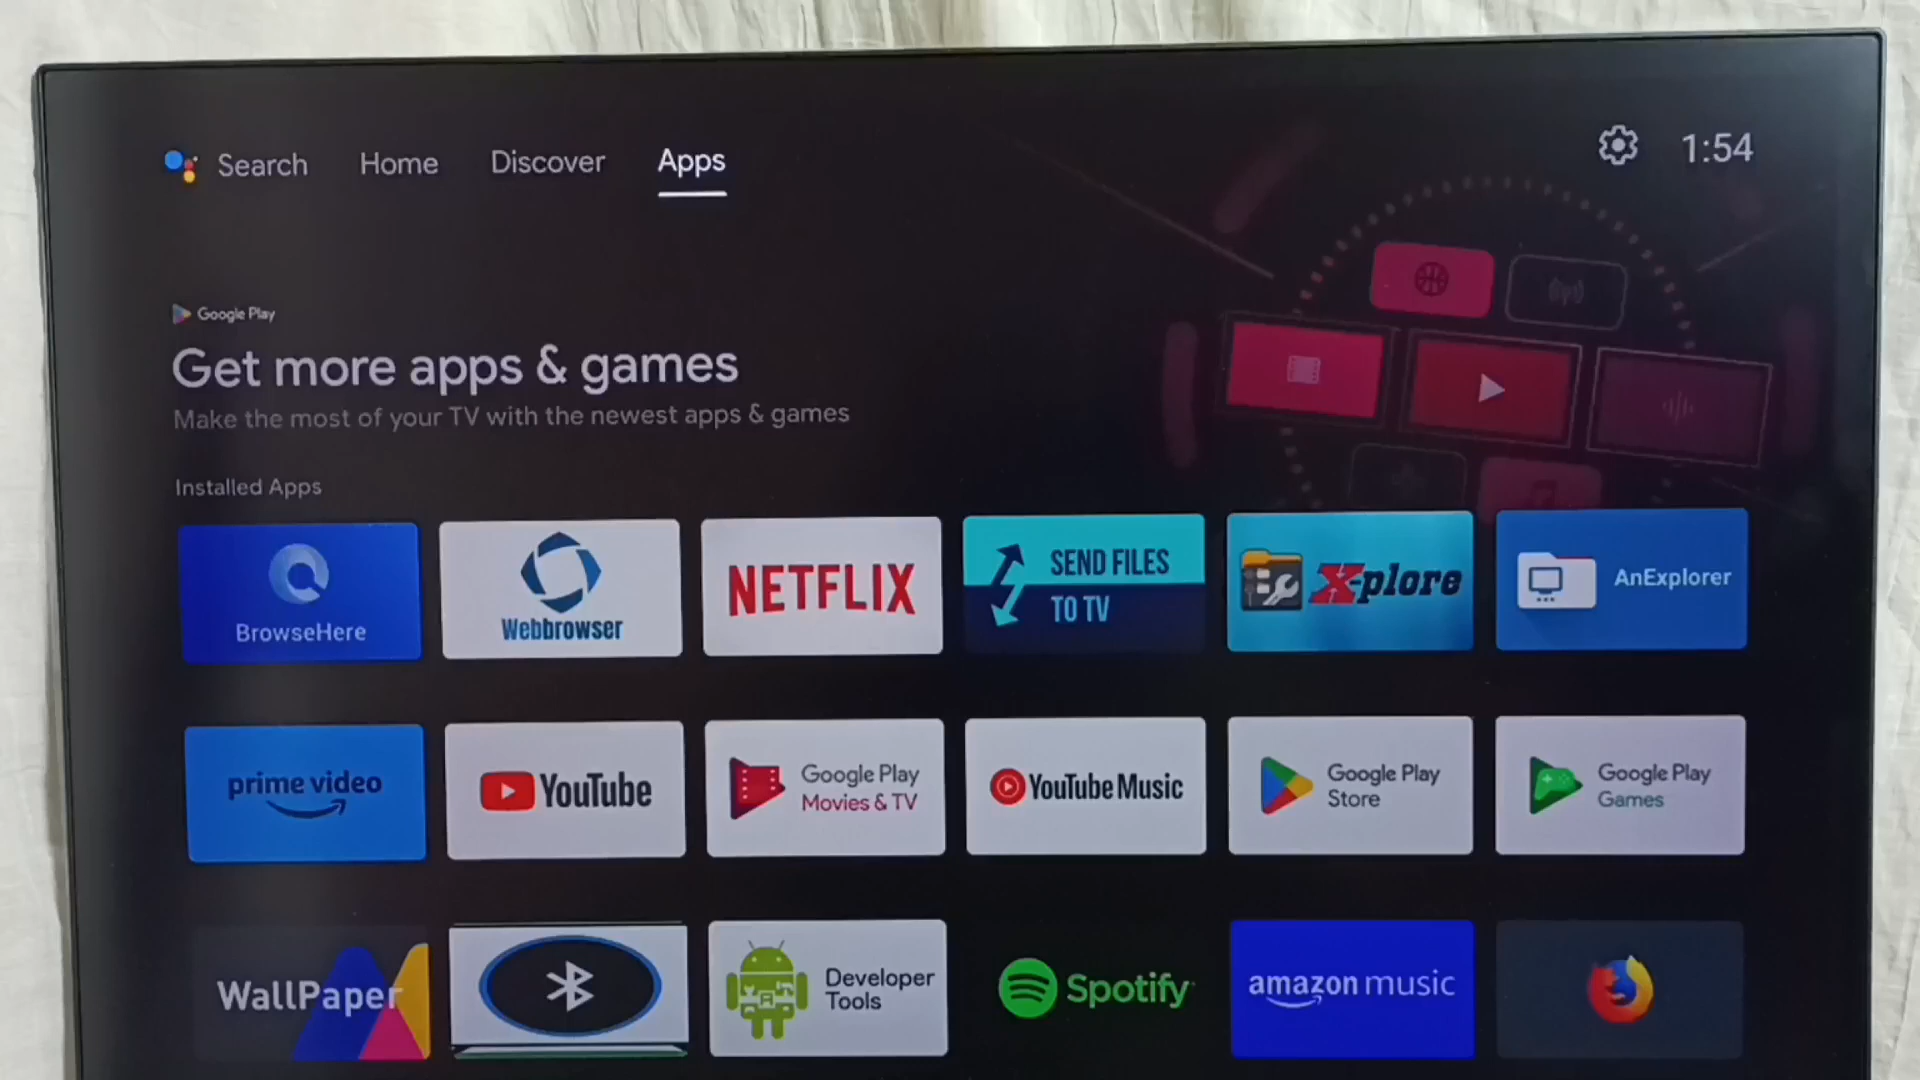 Search Home Discover Apps 1:54
Google Play
Get more apps & games
Make the most of your TV with the newest apps & games
Installed Apps
BrowseHere
Webbrowser
NETFLIX
SEND FILES
TO TV
X-plore
AnExplorer
prime video
YouTube
Google Play
Movies & TV
YouTube Music
Google Play
Store
Google Play
Games
WallPaper
Developer
Tools
Spotify
amazon music